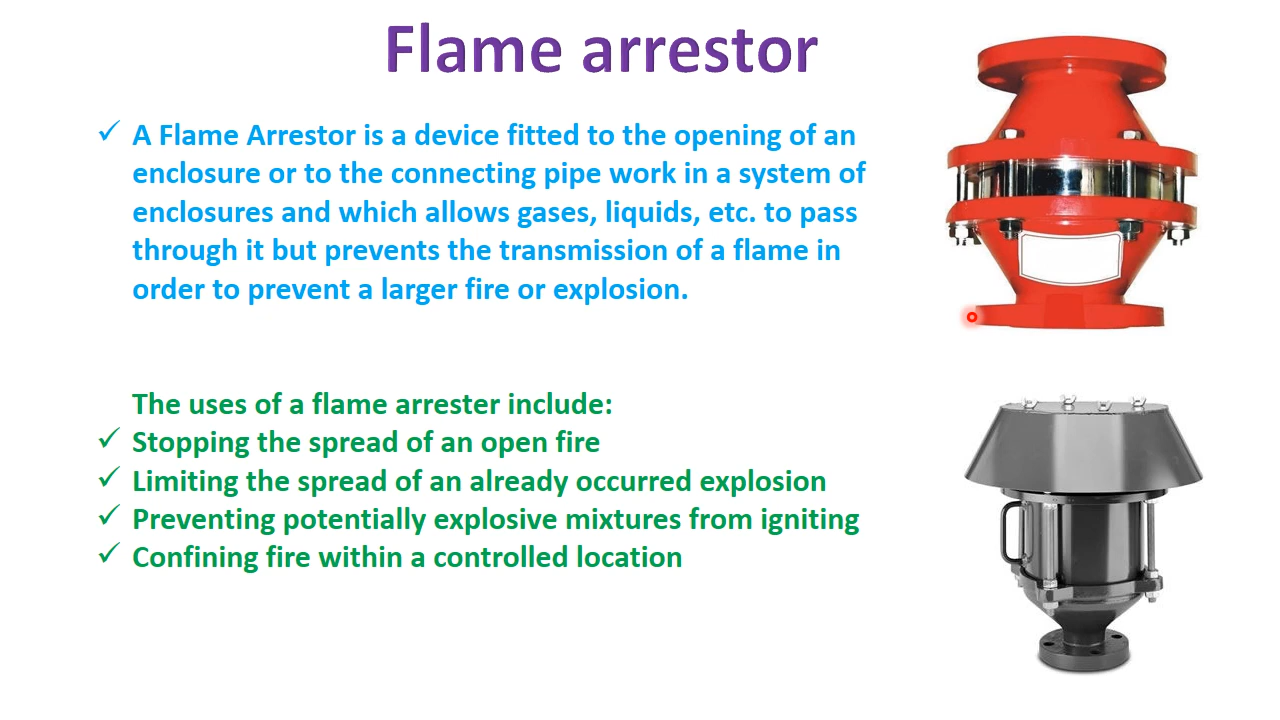 Flame arrestor
✓ A Flame Arrestor is a device fitted to the opening of an
enclosure or to the connecting pipe work in a system of
enclosures and which allows gases, liquids, etc. to pass
through it but prevents the transmission of a flame in
order to prevent a larger fire or explosion.
The uses of a flame arrester include:
✓ Stopping the spread of an open fire
✓ Limiting the spread of an already occurred explosion
✓ Preventing potentially explosive mixtures from igniting
✓ Confining fire within a controlled location